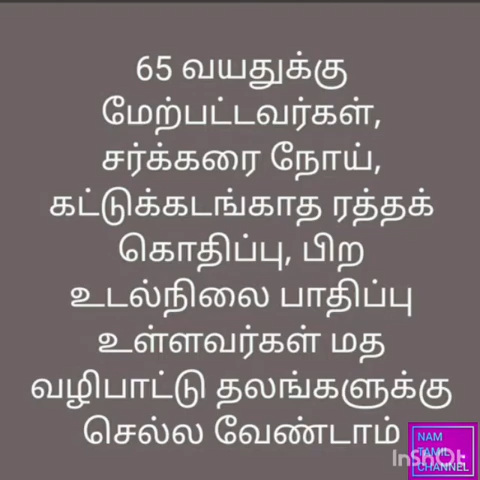 65 வயதுக்கு
மேற்பட்டவர்கள்,
சர்க்கரை நோய்,
கட்டுக்கடங்காத ரத்தக்
கொதிப்பு, பிற
உடல்நிலை பாதிப்பு
உள்ளவர்கள் மத
வழிபாட்டு தலங்களுக்கு
செல்ல வேண்டாம்
NAM
TAMIL
CHANNEL
InShOt